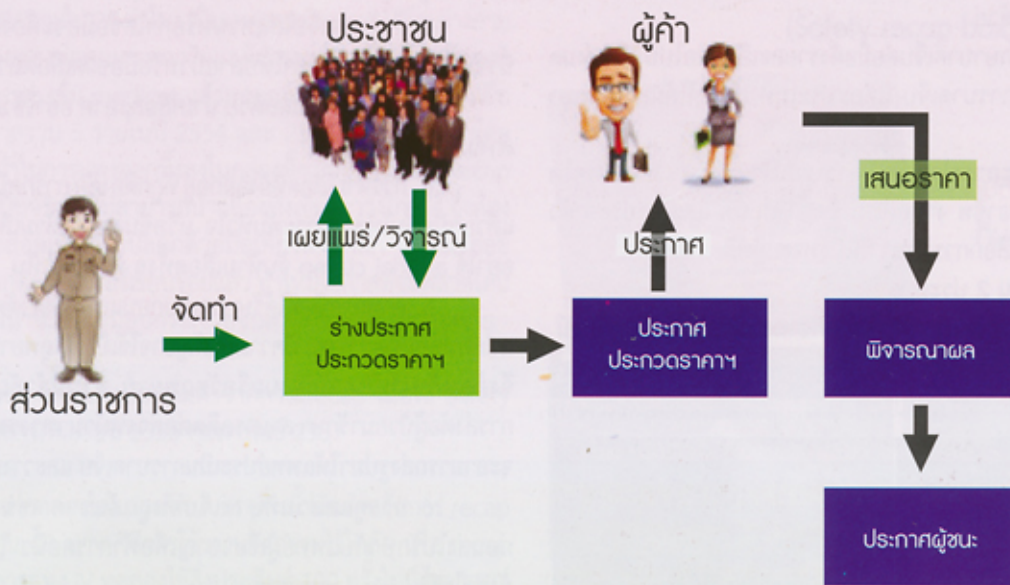 ประชาชน
ผู้ค้า
เสนอราคา
เผยแพร่/วิจารณ์
ประกาศ
จัดทำ
ร่างประกาศ
ประกวดราคาฯ
ประกาศ
ประกวดราคาฯ
พิจารณาผล
ส่วนราชการ
ประกาศผู้ชนะ